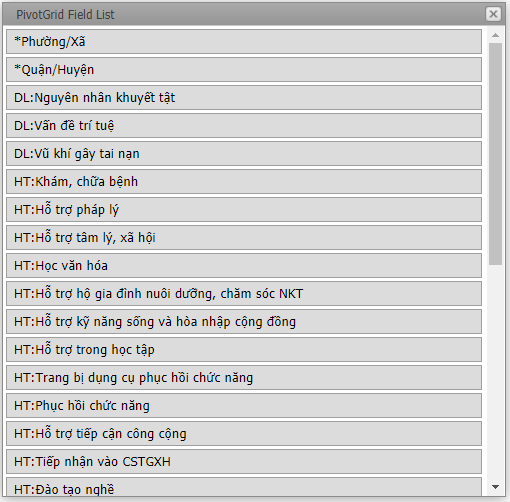 PivotGrid Field List
*Phường/Xã
*Quận/Huyện
DL:Nguyên nhân khuyết tật
DL:Vấn đề trí tuệ
DL:Vũ khí gây tai nạn
HT:Khám, chữa bệnh
HT:Hỗ trợ pháp lý
HT:Hỗ trợ tâm lý, xã hội
HT:Học văn hóa
HT:Hỗ trợ hộ gia đình nuôi dưỡng, chăm sóc NKT
HT:Hỗ trợ kỹ năng sống và hòa nhập cộng đồng
HT:Hỗ trợ trong học tập
HT:Trang bị dụng cụ phục hồi chức năng
HT:Phục hồi chức năng
HT:Hỗ trợ tiếp cận công cộng
HT:Tiếp nhận vào CSTGXH
HT:Đào tạo nghề